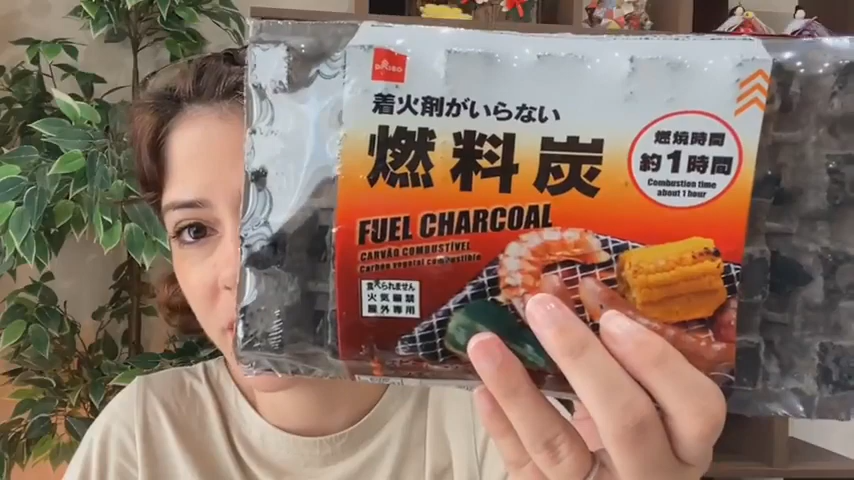 DAISO
着火剤がいらない
燃料炭
燃焼時間
約1時間
Combustion time
about 1 hour
FUEL CHARCOAL
CARVÃO COMBUSTÍVEL
Carbon vegetal combustible
食べられません
火気厳禁
屋外専用